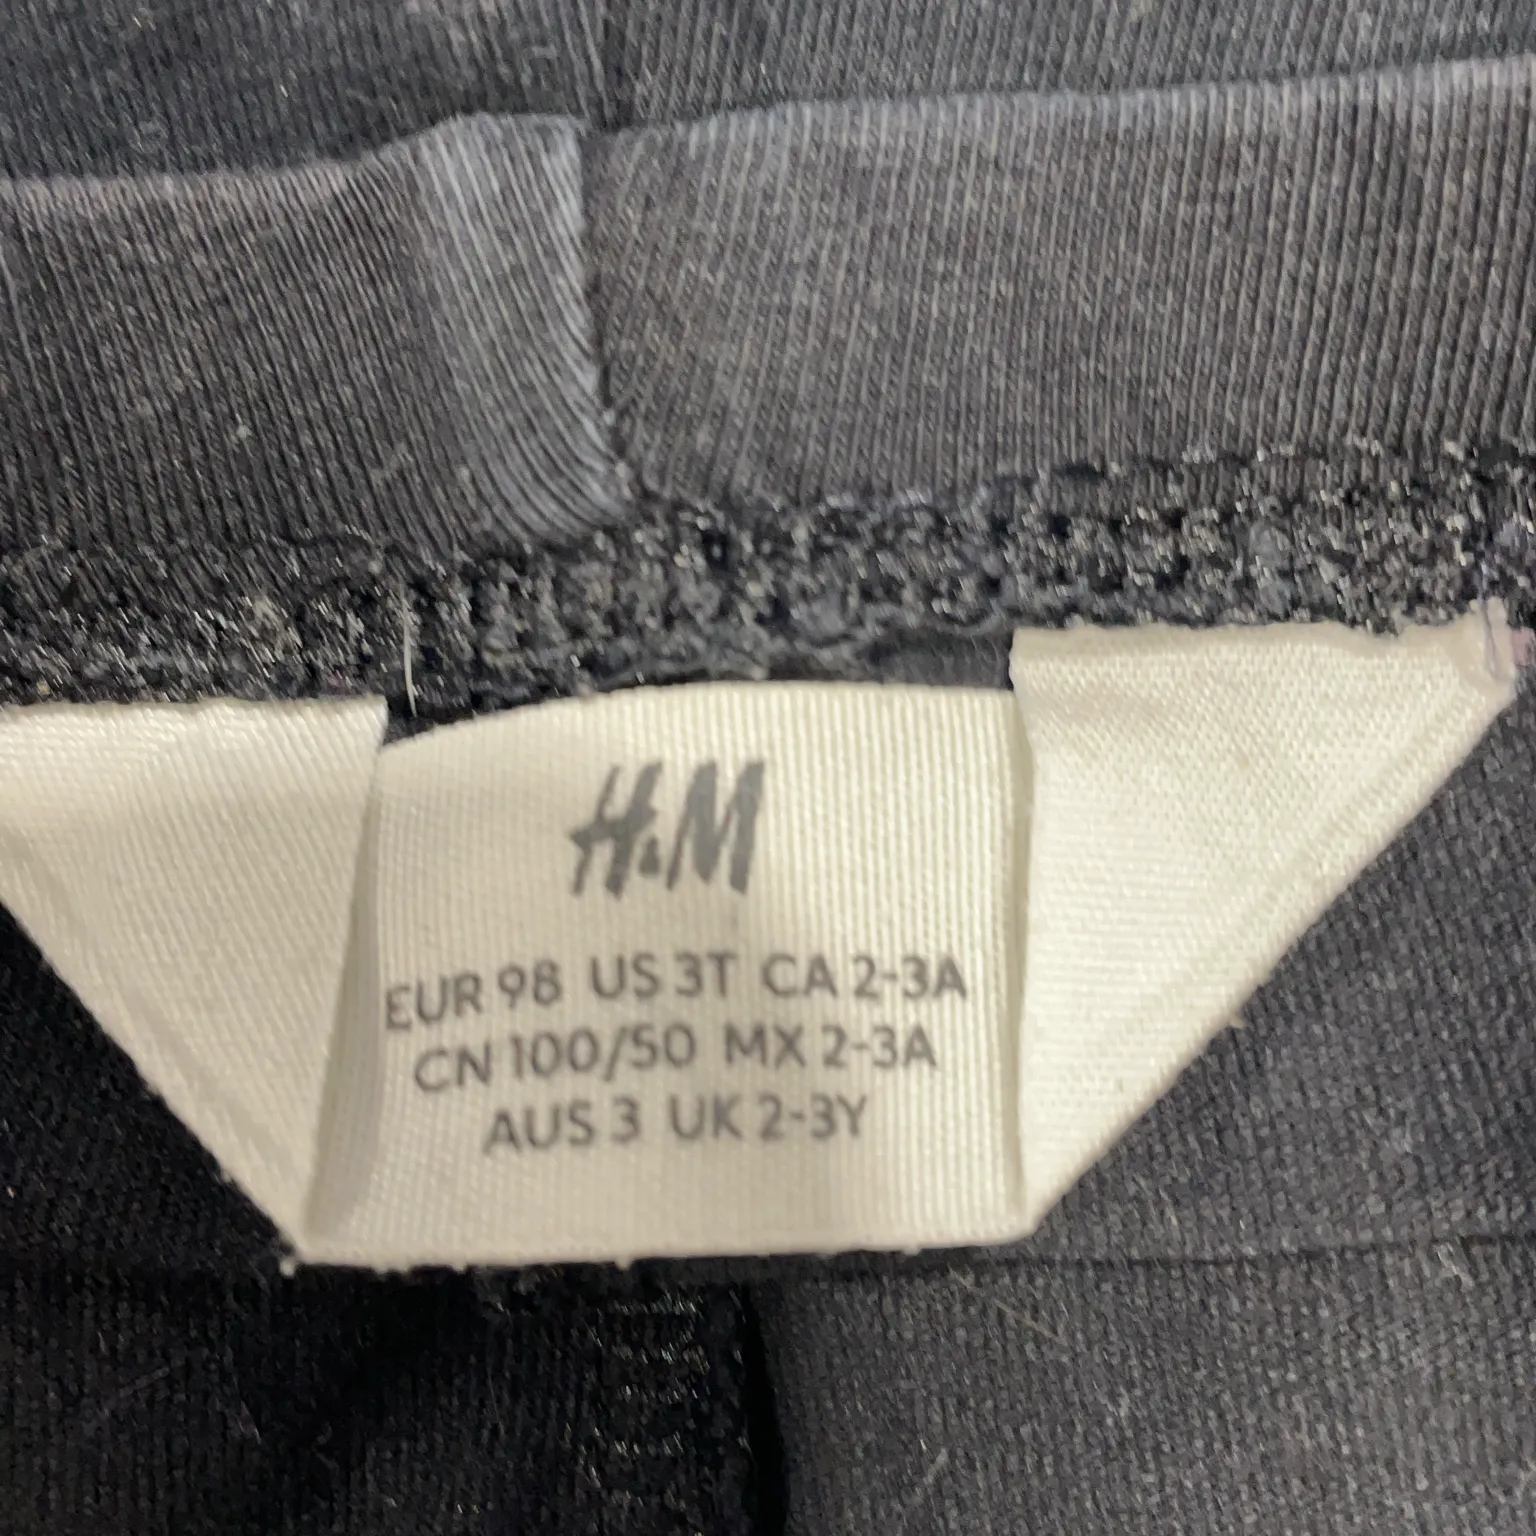 H&M
EUR 98 US 3T CA 2-3A
CN 100/50 MX 2-3A
AUS 3 UK 2-3Y